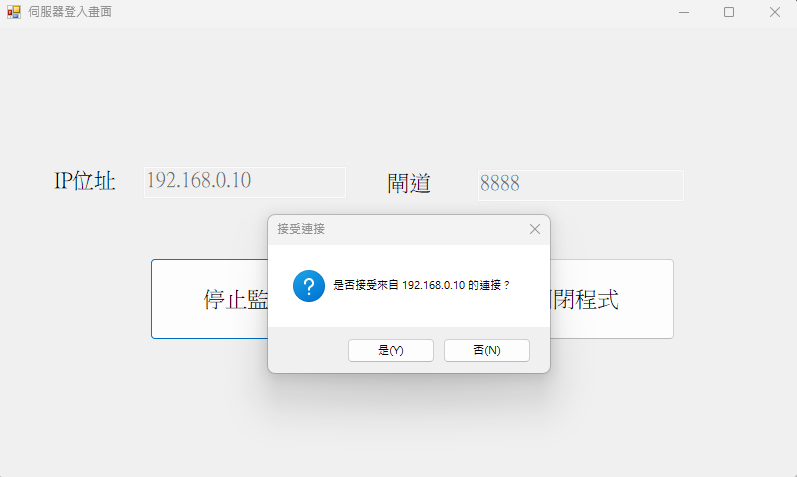 伺服器登入畫面
IP位址
192.168.0.10
閘道
8888
接受連接
是否接受來自 192.168.0.10 的連接？
是(Y)
否(N)
停止監
閉程式